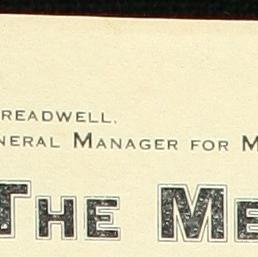 READWELL.
NERAL MANAGER FOR M
THE ME